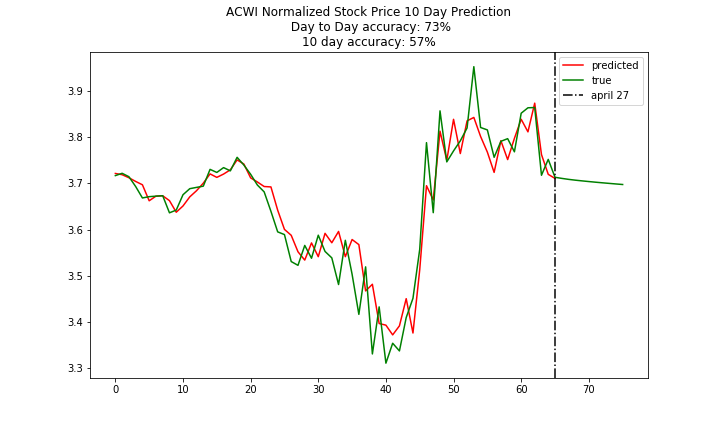 ACWI Normalized Stock Price 10 Day Prediction
Day to Day accuracy: 73%
10 day accuracy: 57%
predicted
true
april 27
3.9
3.8
3.7
3.6
3.5
3.4
3.3
0 10 20 30 40 50 60 70